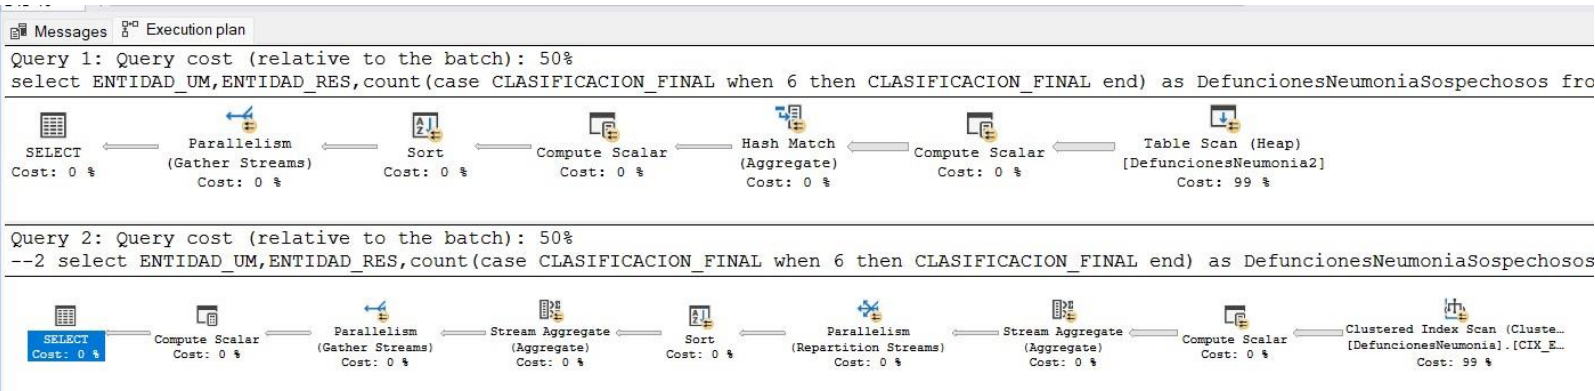 Messages
Execution plan
Query 1: Query cost (relative to the batch): 50%
select ENTIDAD_UM,ENTIDAD_RES,count(case CLASIFICACION_FINAL when 6 then CLASIFICACION_FINAL end) as DefuncionesNeumoniaSospechosos fro
SELECT
Cost: 0 %
Parallelism
(Gather Streams)
Cost: 0 %
Sort
Cost: 0 %
Compute Scalar
Cost: 0 %
Hash Match
(Aggregate)
Cost: 0 %
Compute Scalar
Cost: 0 %
Table Scan (Heap)
[DefuncionesNeumonia2]
Cost: 99 %
Query 2: Query cost (relative to the batch): 50%
--2 select ENTIDAD_UM,ENTIDAD_RES,count(case CLASIFICACION_FINAL when 6 then CLASIFICACION_FINAL end) as DefuncionesNeumoniaSospechosos
SELECT
Cost: 0 %
Compute Scalar
Cost: 0 %
Parallelism
(Gather Streams)
Cost: 0 %
Stream Aggregate
(Aggregate)
Cost: 0 %
Sort
Cost: 0 %
Parallelism
(Repartition Streams)
Cost: 0 %
Stream Aggregate
(Aggregate)
Cost: 0 %
Compute Scalar
Cost: 0 %
Clustered Index Scan (Cluste…
[DefuncionesNeumonia].[CIX_E…
Cost: 99 %